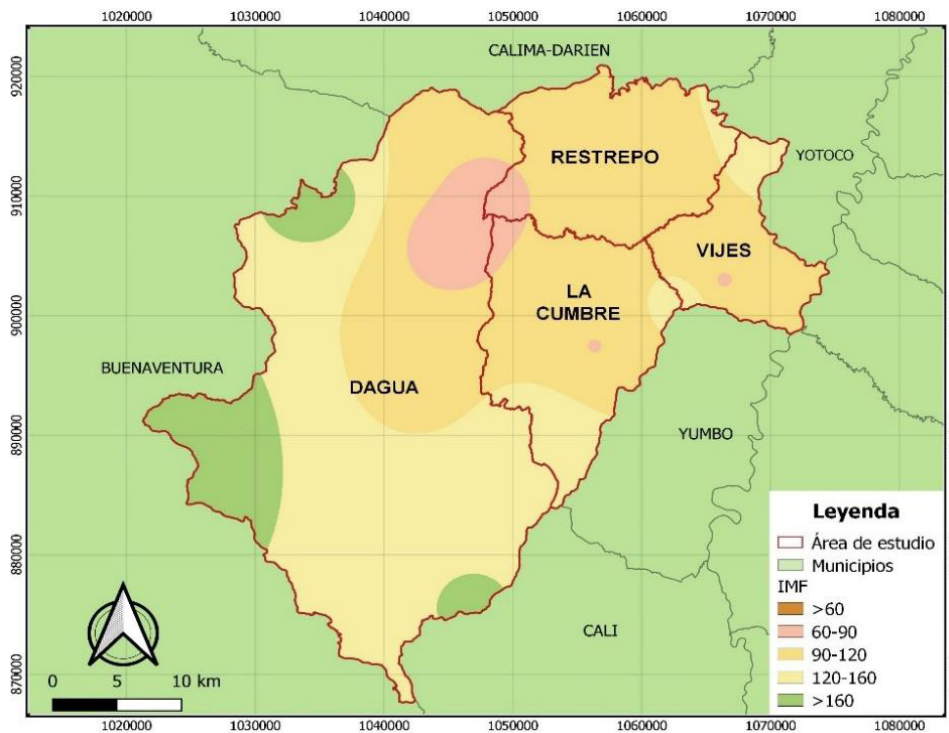 1020000 1030000 1040000 1050000 1060000 1070000 1080000
CALIMA-DARIEN
920000
RESTREPO
YOTOCO
910000
VIJES
LA
CUMBRE
900000
BUENAVENTURA
DAGUA
890000
YUMBO
Leyenda
Área de estudio
Municipios
IMF
>60
60-90
90-120
120-160
>160
880000
CALI
870000
0 5 10 km
1020000 1030000 1040000 1050000 1060000 1070000 1080000